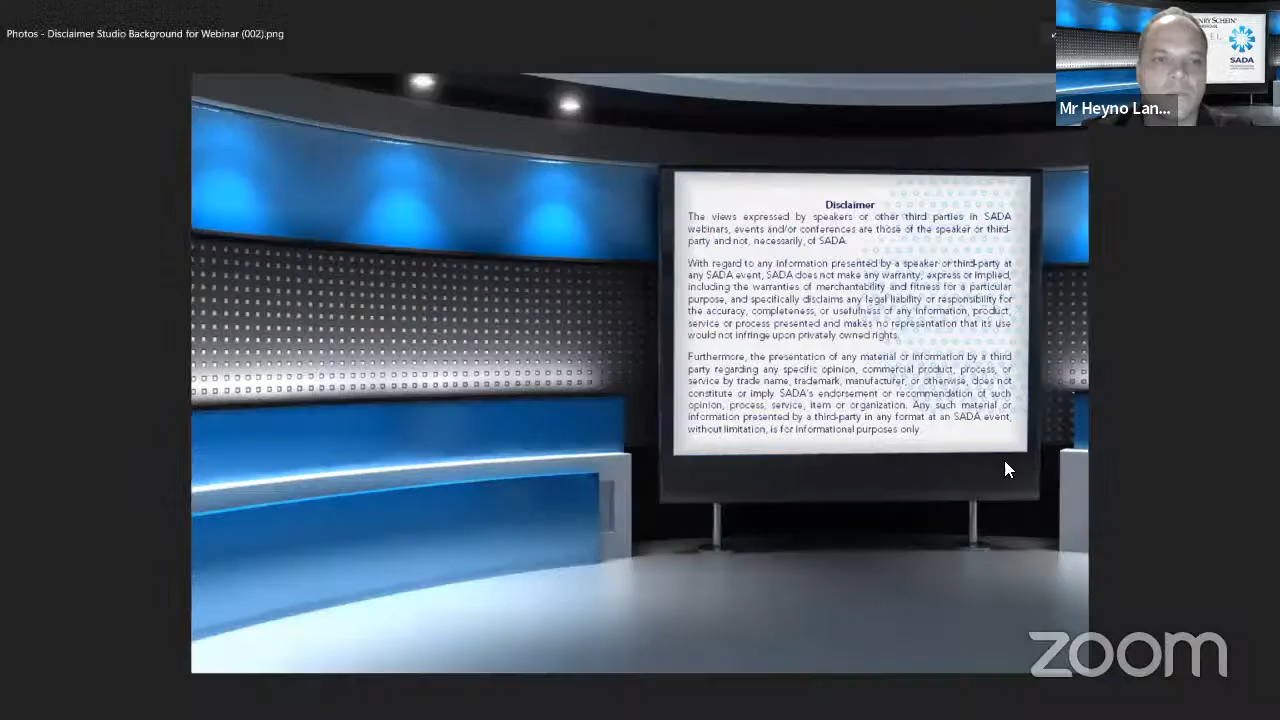 Photos - Disclaimer Studio Background for Webinar (002).png
HENRY SCHEIN
SADA
Mr Heyno Lan...
Disclaimer
The views expressed by speakers or other third parties in SADA
webinars, events and/or conferences are those of the speaker or third-
party and not, necessarily, of SADA.
With regard to any information presented by a speaker or third-party at
any SADA event, SADA does not make any warranty, express or implied,
including the warranties of merchantability and fitness for a particular
purpose, and specifically disclaims any legal liability or responsibility for
the accuracy, completeness, or usefulness of any information, product,
service or process presented and makes no representation that its use
would not infringe upon privately owned rights.
Furthermore, the presentation of any material or information by a third
party regarding any specific opinion, commercial product, process, or
service by trade name, trademark, manufacturer, or otherwise, does not
constitute or imply SADA's endorsement or recommendation of such
opinion, process, service, item or organization. Any such material or
information presented by a third-party in any format at an SADA event,
without limitation, is for informational purposes only.
zoom